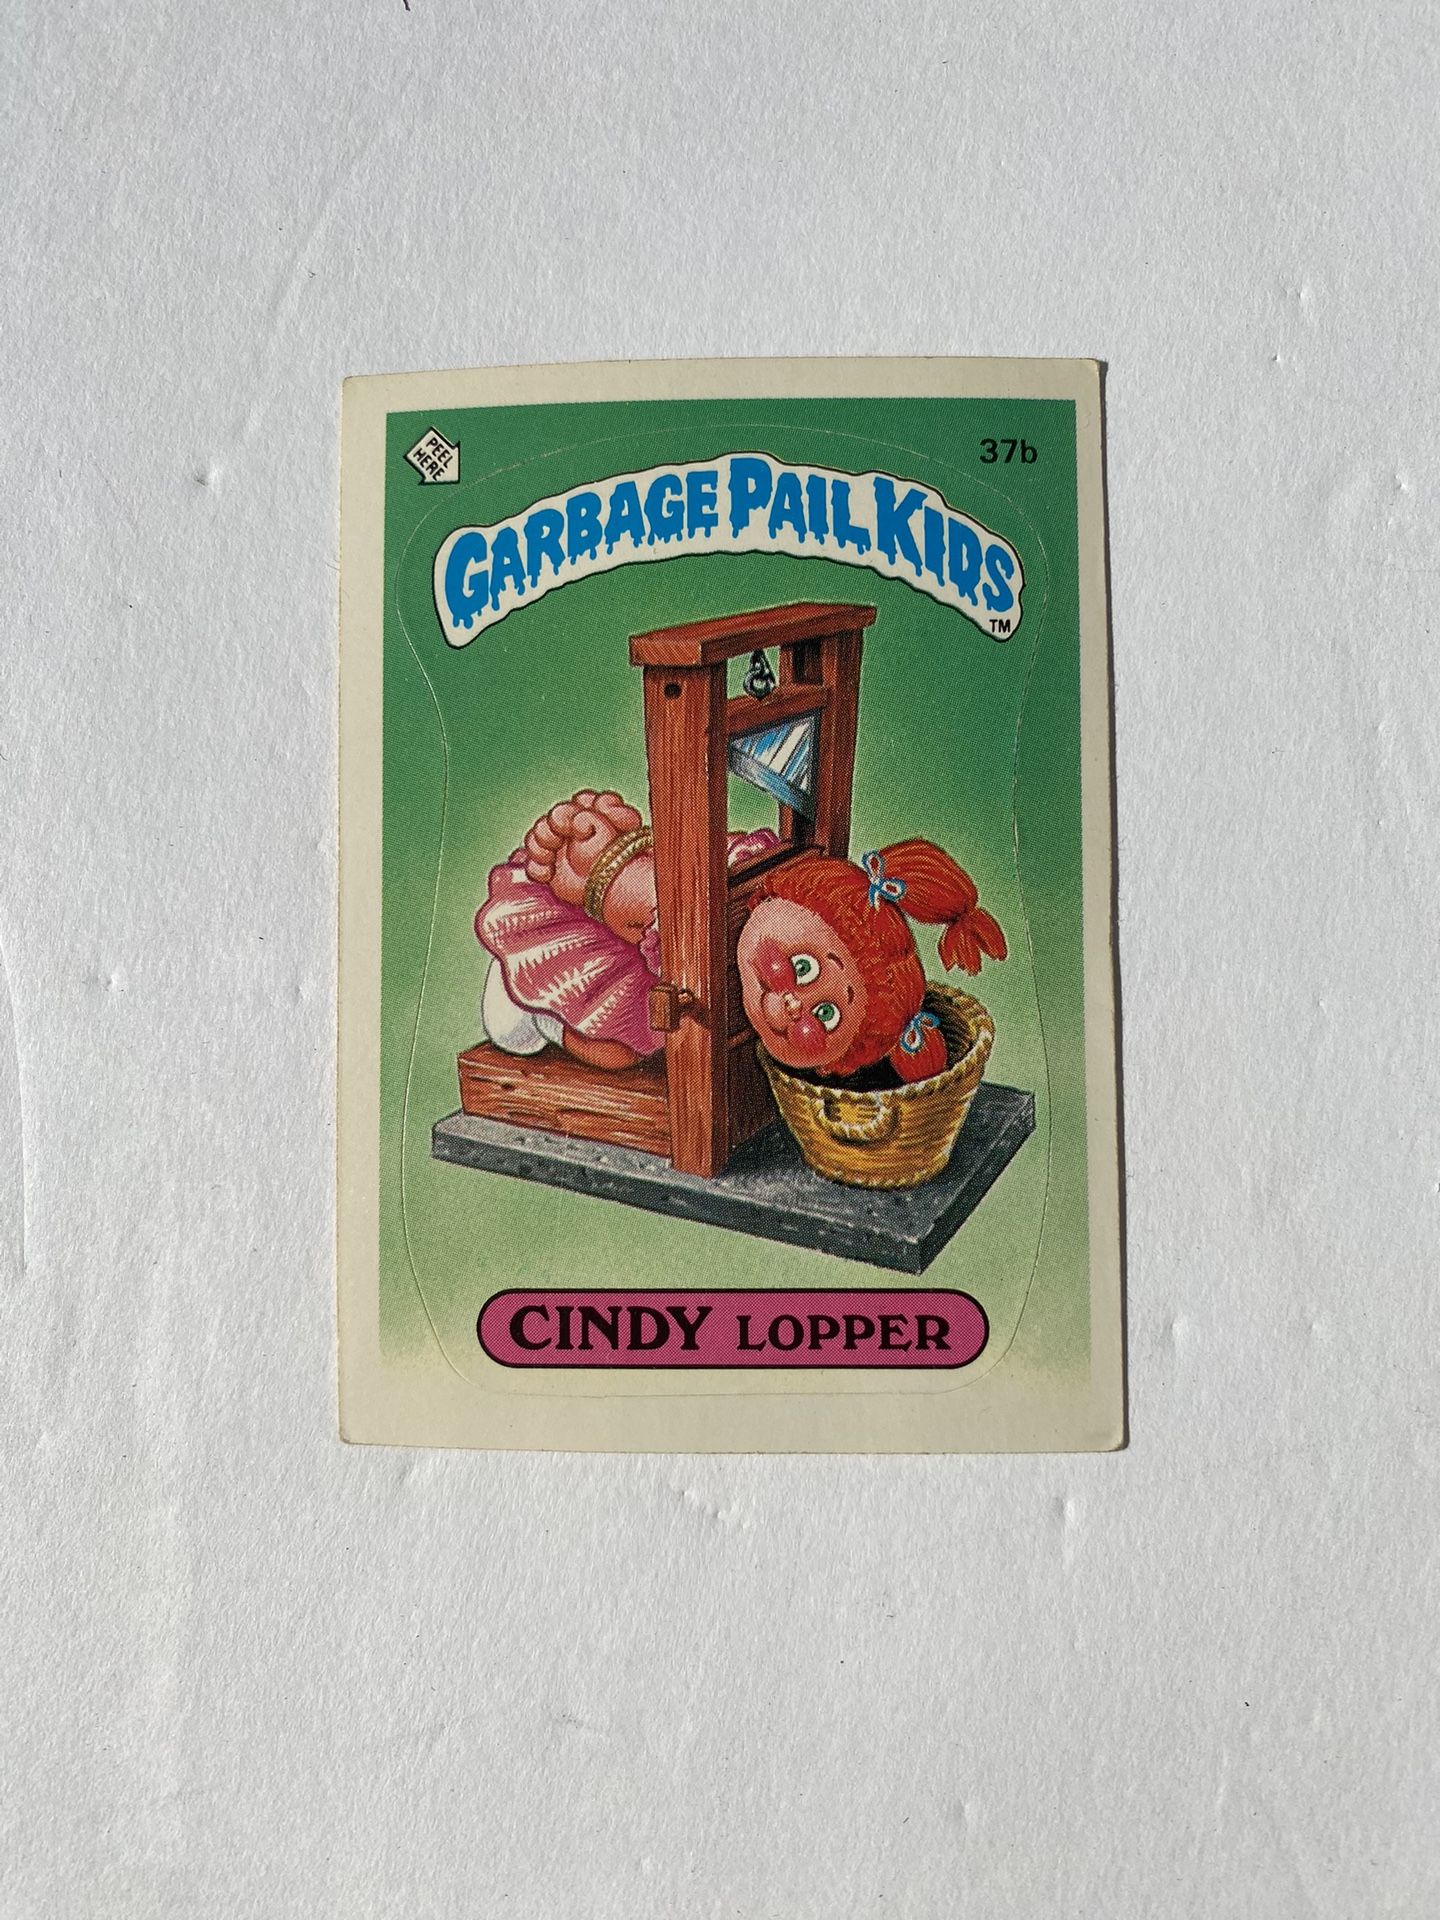 PEEL
HERE
37b
GARBAGE PAIL KIDS
TM
CINDY LOPPER